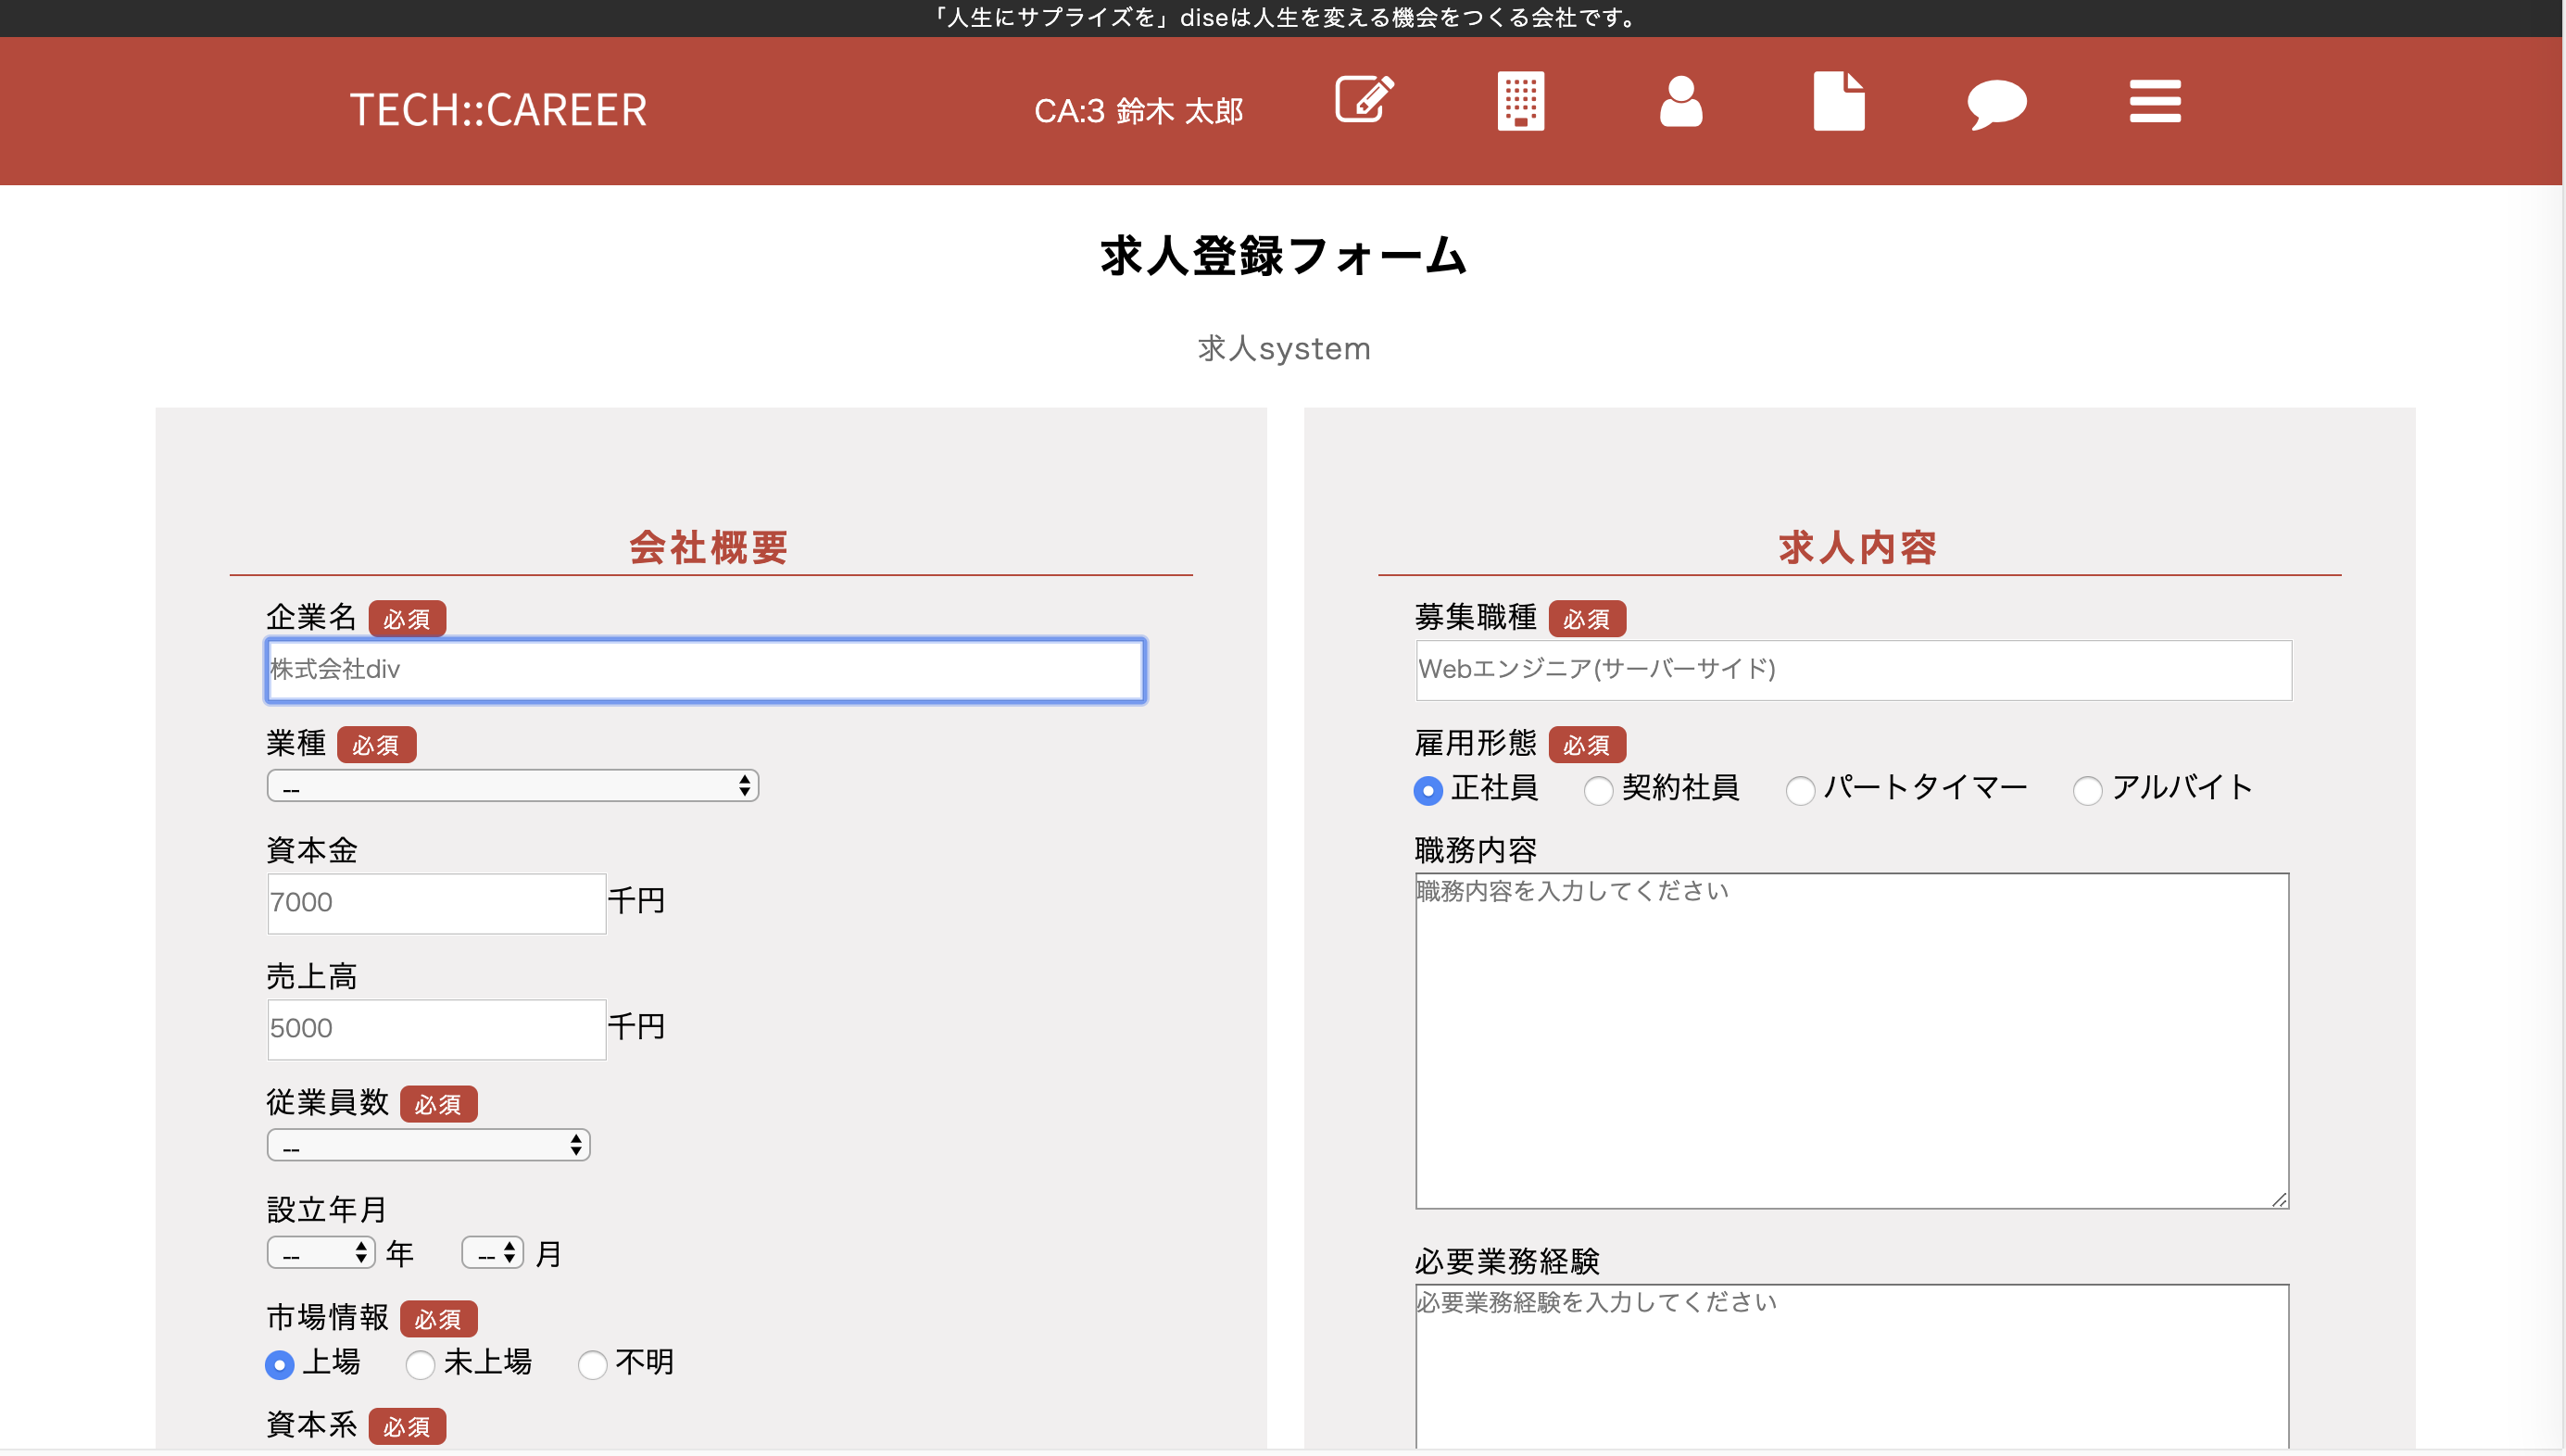 「人生にサプライズを」diseは人生を変える機会をつくる会社です。
TECH::CAREER
CA:3 鈴木 太郎
求人登録フォーム
求人system
会社概要
企業名 必須
株式会社div
業種 必須
--
資本金
7000 千円
売上高
5000 千円
従業員数 必須
--
設立年月
-- 年 -- 月
市場情報 必須
上場 未上場 不明
資本系 必須
求人内容
募集職種 必須
Webエンジニア(サーバーサイド)
雇用形態 必須
正社員 契約社員 パートタイマー アルバイト
職務内容
職務内容を入力してください
必要業務経験
必要業務経験を入力してください